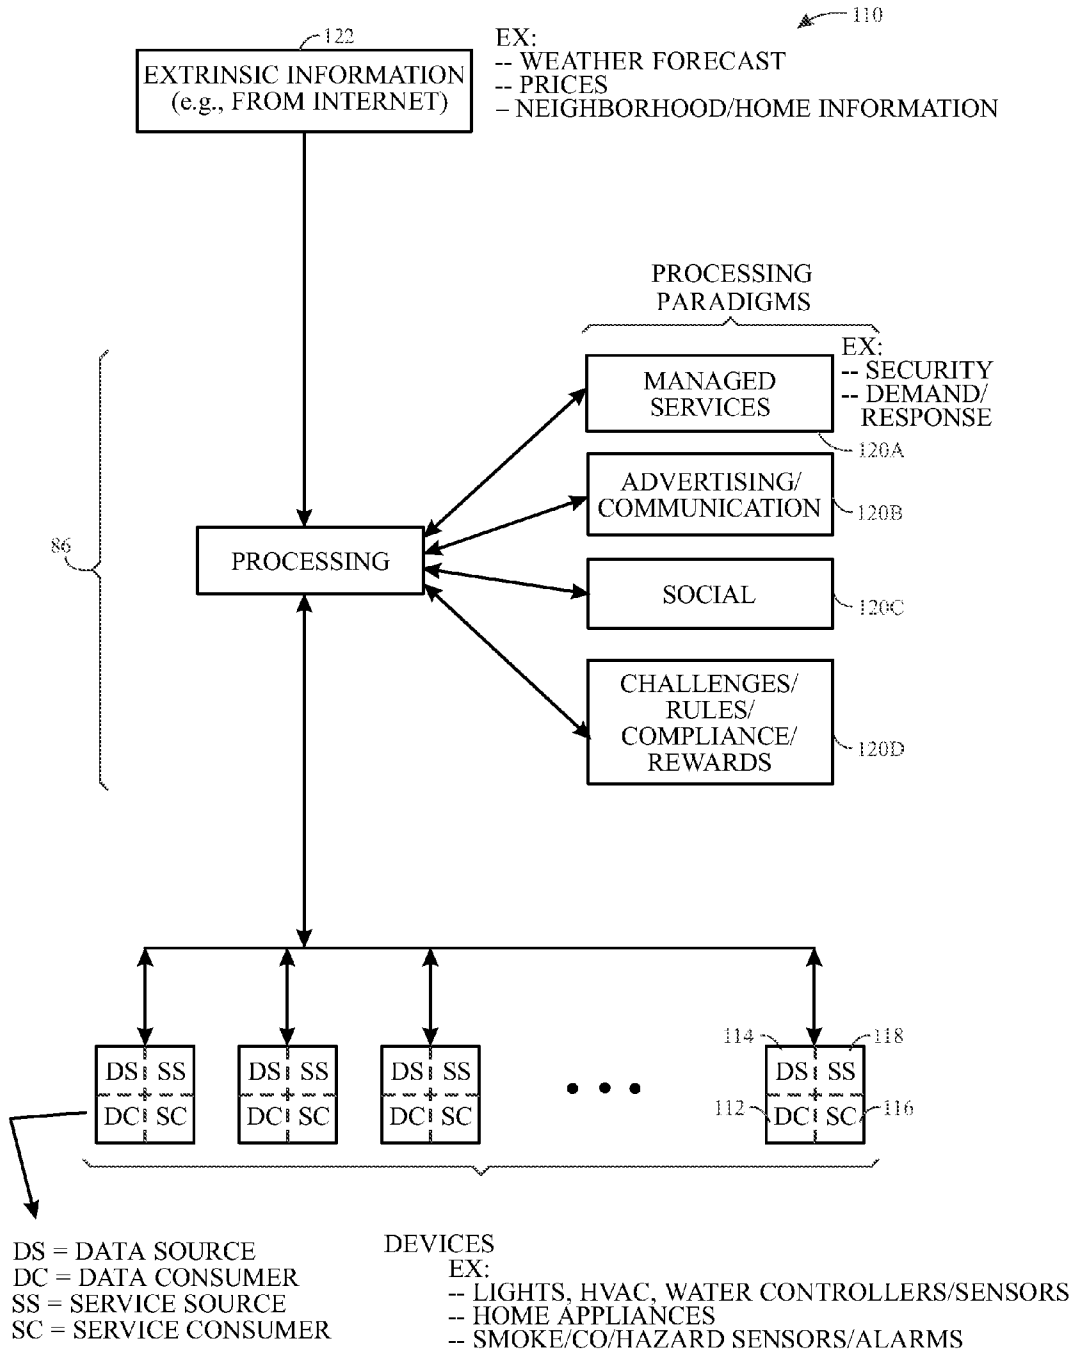 110
122
EXTRINSIC INFORMATION
(e.g., FROM INTERNET)
EX:
-- WEATHER FORECAST
-- PRICES
– NEIGHBORHOOD/HOME INFORMATION
PROCESSING
PARADIGMS
MANAGED
SERVICES
EX:
-- SECURITY
-- DEMAND/
RESPONSE
120A
ADVERTISING/
COMMUNICATION
120B
86
PROCESSING
SOCIAL
120C
CHALLENGES/
RULES/
COMPLIANCE/
REWARDS
120D
DS SS
DC SC
DS SS
DC SC
DS SS
DC SC
114
118
DS SS
DC SC
112
116
DS = DATA SOURCE
DC = DATA CONSUMER
SS = SERVICE SOURCE
SC = SERVICE CONSUMER
DEVICES
EX:
-- LIGHTS, HVAC, WATER CONTROLLERS/SENSORS
-- HOME APPLIANCES
-- SMOKE/CO/HAZARD SENSORS/ALARMS